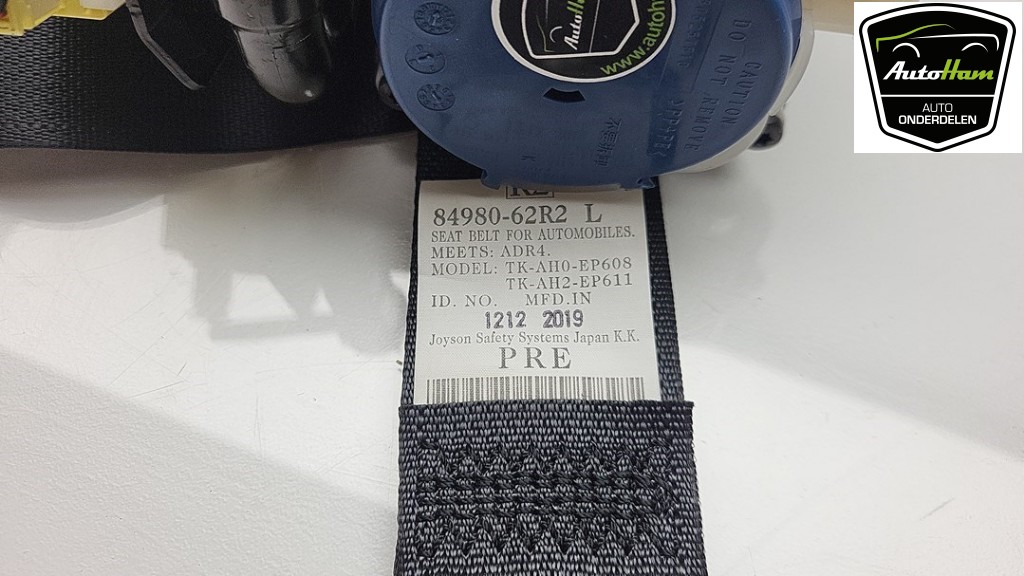 AutoHam
www.autoh
CAUTION
DO NOT REMOVE
AutoHam
AUTO
ONDERDELEN
84980-62R2 L
SEAT BELT FOR AUTOMOBILES.
MEETS: ADR4.
MODEL: TK-AH0-EP608
TK-AH2-EP611
ID. NO. MFD.IN
1212 2019
Joyson Safety Systems Japan K.K.
PRE